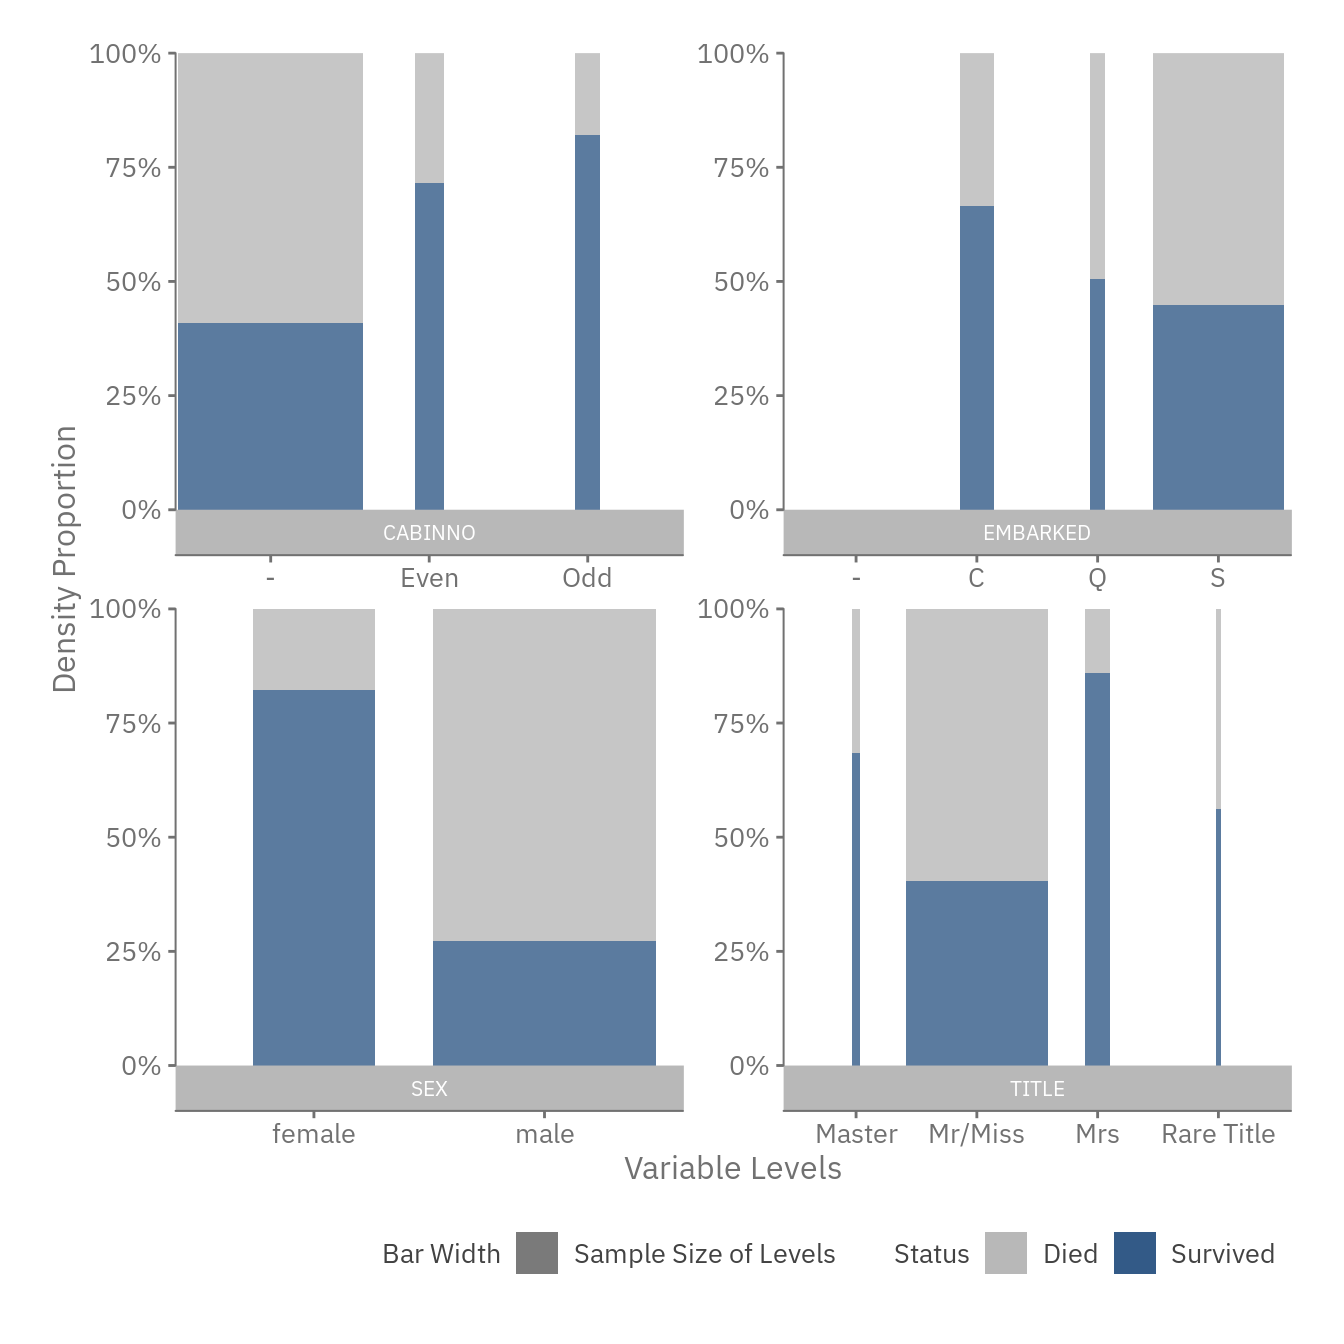 Density Proportion
100%
75%
50%
25%
0%
CABINNO
- Even Odd
100%
75%
50%
25%
0%
EMBARKED
- C Q S
100%
75%
50%
25%
0%
SEX
female male
100%
75%
50%
25%
0%
TITLE
Master Mr/Miss Mrs Rare Title
Variable Levels
Bar Width Sample Size of Levels Status Died Survived